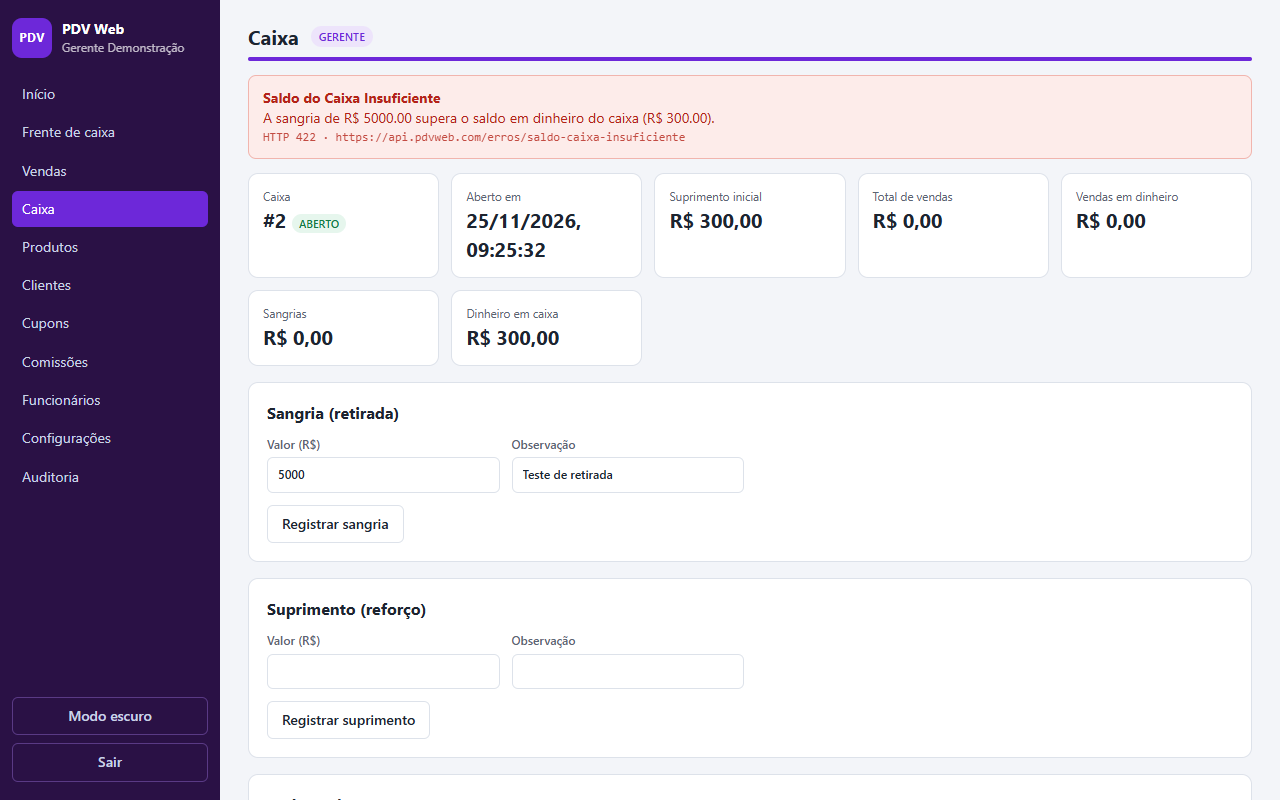 PDV
PDV Web
Gerente Demonstração
Início
Frente de caixa
Vendas
Caixa
Produtos
Clientes
Cupons
Comissões
Funcionários
Configurações
Auditoria
Modo escuro
Sair
Caixa GERENTE
Saldo do Caixa Insuficiente
A sangria de R$ 5000.00 supera o saldo em dinheiro do caixa (R$ 300.00).
HTTP 422 · https://api.pdvweb.com/erros/saldo-caixa-insuficiente
Caixa
#2 ABERTO
Aberto em
25/11/2026,
09:25:32
Suprimento inicial
R$ 300,00
Total de vendas
R$ 0,00
Vendas em dinheiro
R$ 0,00
Sangrias
R$ 0,00
Dinheiro em caixa
R$ 300,00
Sangria (retirada)
Valor (R$) Observação
5000 Teste de retirada
Registrar sangria
Suprimento (reforço)
Valor (R$) Observação
Registrar suprimento